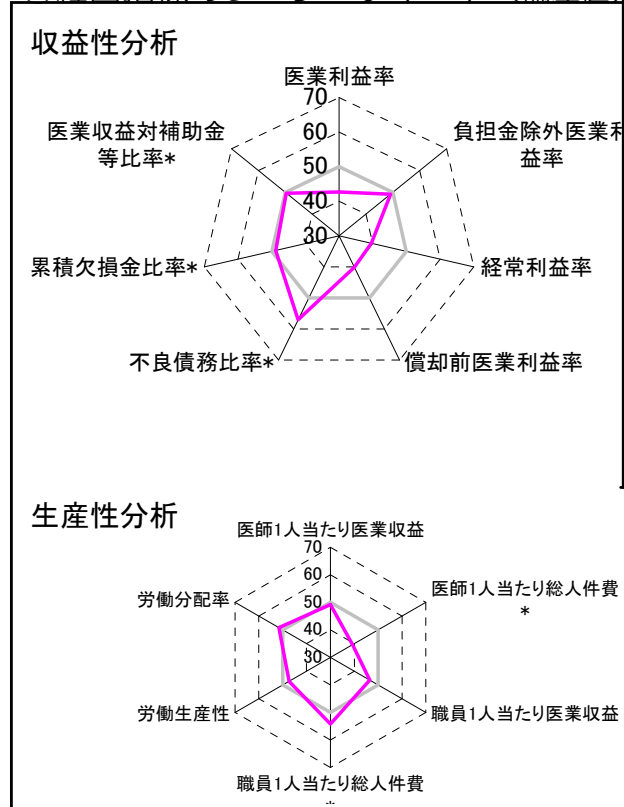 収益性分析
医業利益率
70
60
50
40
30
負担金除外医業利
益率
経常利益率
償却前医業利益率
不良債務比率*
累積欠損金比率*
医業収益対補助金
等比率*
生産性分析
医師1人当たり医業収益
70
60
50
40
30
医師1人当たり総人件費
*
職員1人当たり医業収益
職員1人当たり総人件費
*
労働生産性
労働分配率